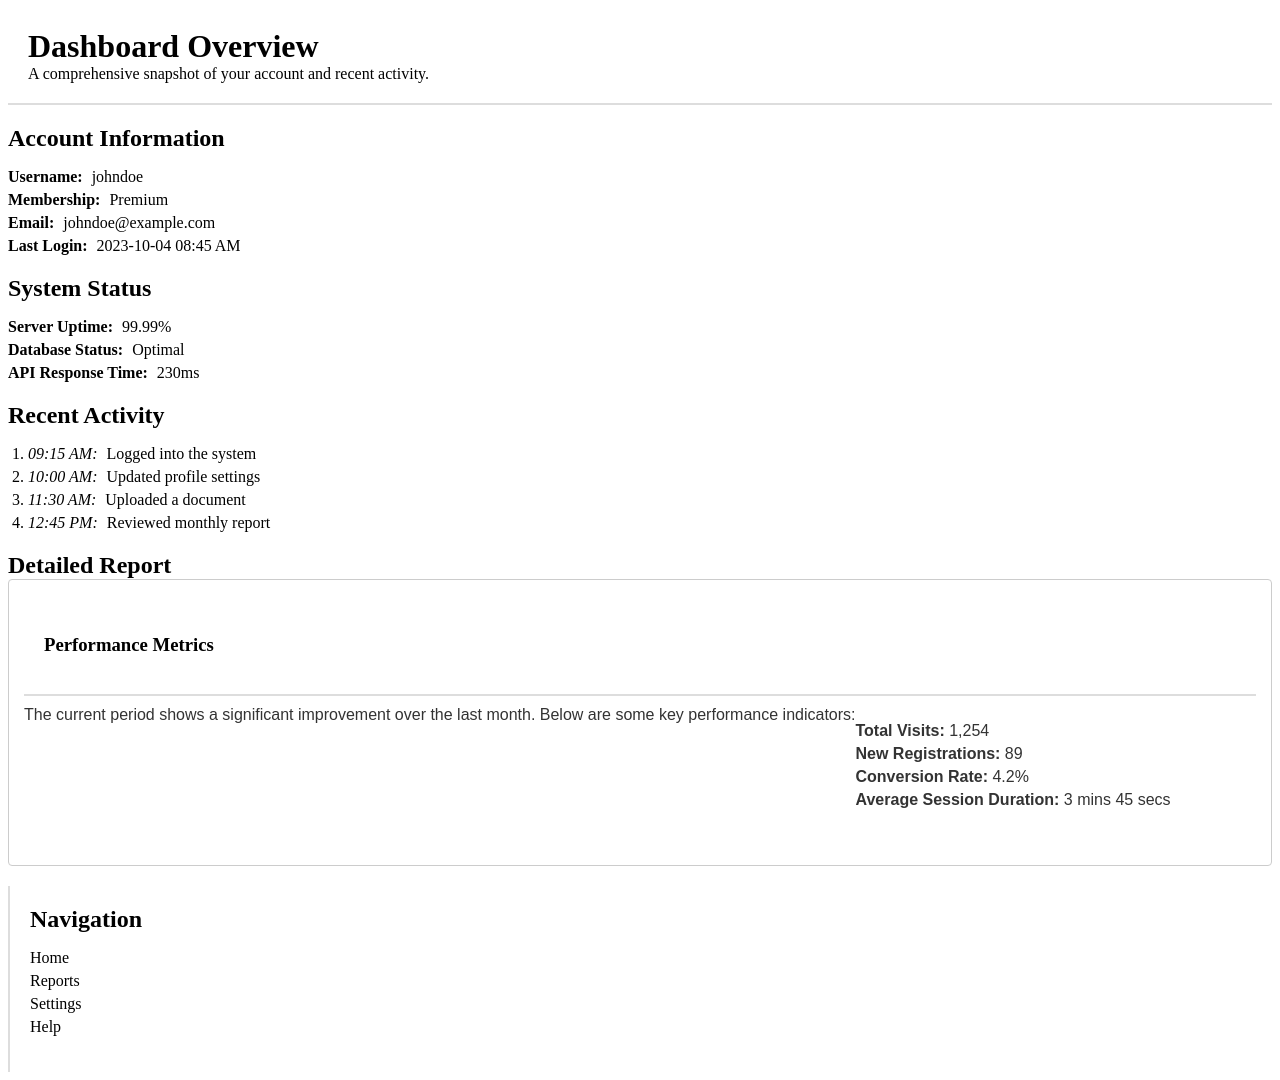 Dashboard Overview
A comprehensive snapshot of your account and recent activity.
Account Information
Username: johndoe
Membership: Premium
Email: johndoe@example.com
Last Login: 2023-10-04 08:45 AM
System Status
Server Uptime: 99.99%
Database Status: Optimal
API Response Time: 230ms
Recent Activity
1. 09:15 AM: Logged into the system
2. 10:00 AM: Updated profile settings
3. 11:30 AM: Uploaded a document
4. 12:45 PM: Reviewed monthly report
Detailed Report
Performance Metrics
The current period shows a significant improvement over the last month. Below are some key performance indicators:
Total Visits: 1,254
New Registrations: 89
Conversion Rate: 4.2%
Average Session Duration: 3 mins 45 secs
Navigation
Home
Reports
Settings
Help